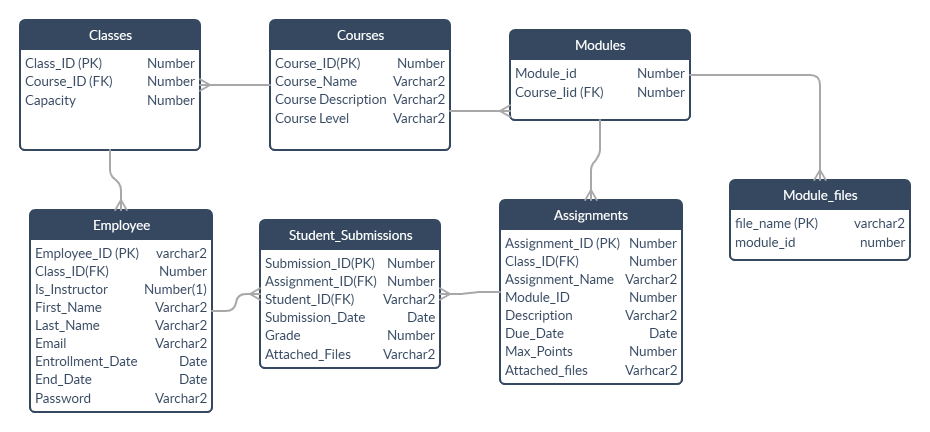 Classes
Class_ID (PK) Number
Course_ID (FK) Number
Capacity Number
Courses
Course_ID(PK) Number
Course_Name Varchar2
Course Description Varchar2
Course Level Varchar2
Modules
Module_id Number
Course_Iid (FK) Number
Module_files
file_name (PK) varchar2
module_id number
Employee
Employee_ID (PK) varchar2
Class_ID(FK) Number
Is_Instructor Number(1)
First_Name Varchar2
Last_Name Varchar2
Email Varchar2
Entrollment_Date Date
End_Date Date
Password Varchar2
Student_Submissions
Submission_ID(PK) Number
Assignment_ID(FK) Number
Student_ID(FK) Varchar2
Submission_Date Date
Grade Number
Attached_Files Varchar2
Assignments
Assignment_ID (PK) Number
Class_ID(FK) Number
Assignment_Name Varchar2
Module_ID Number
Description Varchar2
Due_Date Date
Max_Points Number
Attached_files Varhcar2